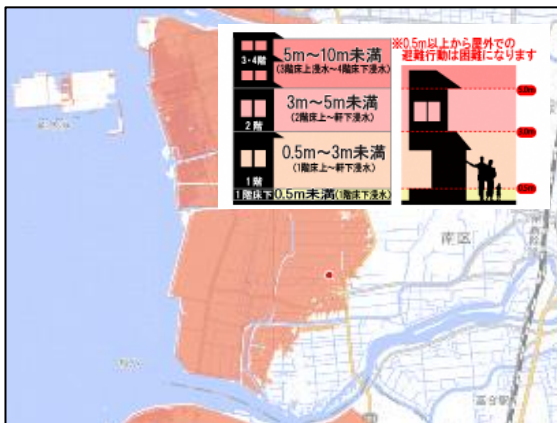 5m～10m未満
(3階床上浸水～4階床下浸水)
3・4階
3m～5m未満
(2階床上～軒下浸水)
2階
0.5m～3m未満
(1階床上～軒下浸水)
1階
1階床下
0.5m未満(1階床下浸水)
※0.5m以上から屋外での
避難行動は困難になります
5.0m
3.0m
0.5m
南区